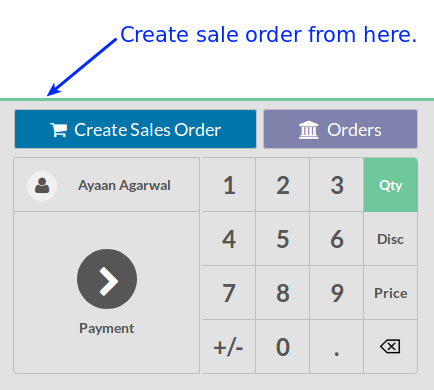 Create sale order from here.
Create Sales Order
Orders
Ayaan Agarwal
1 2 3 Qty
4 5 6 Disc
Payment
7 8 9 Price
+/- 0 .